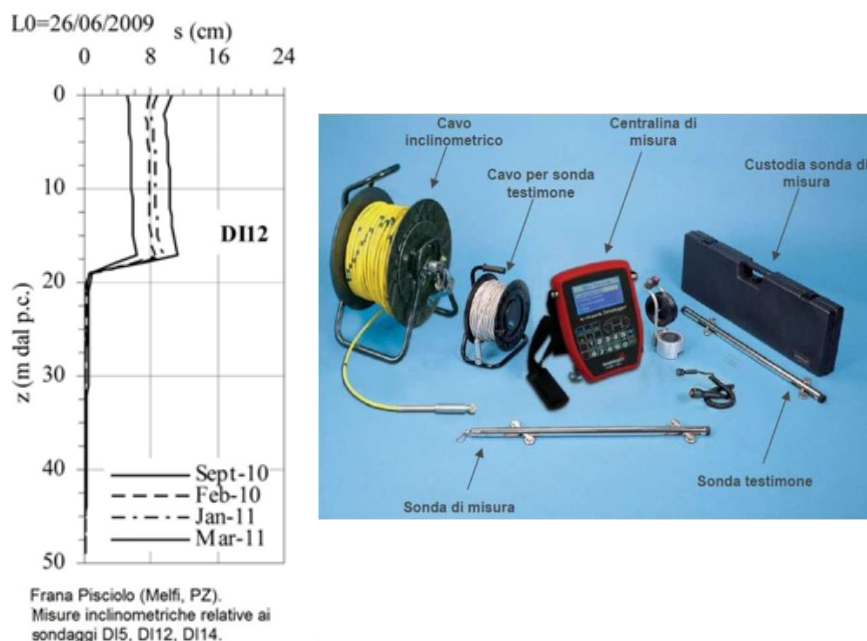 L0=26/06/2009
s (cm)
0 8 16 24
0
10
20
30
40
50
z (m dal p.c.)
DI12
Sept-10
Feb-10
Jan-11
Mar-11
Frana Pisciolo (Melfi, PZ).
Misure inclinometriche relative ai
sondaggi DI5, DI12, DI14.
Cavo
inclinometrico
Cavo per sonda
testimone
Centralina di
misura
Custodia sonda di
misura
Sonda di misura
Sonda testimone